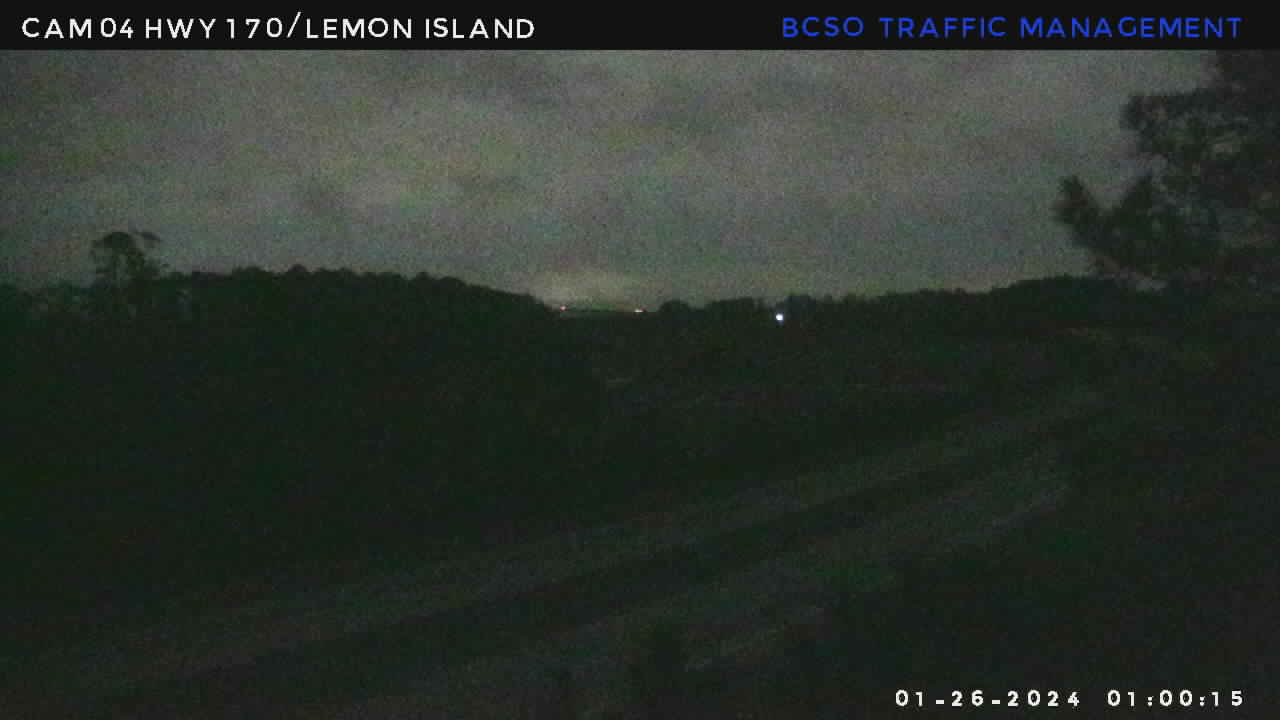 CAM 04 HWY 170/LEMON ISLAND
BCSO TRAFFIC MANAGEMENT
01-26-2024 01:00:15